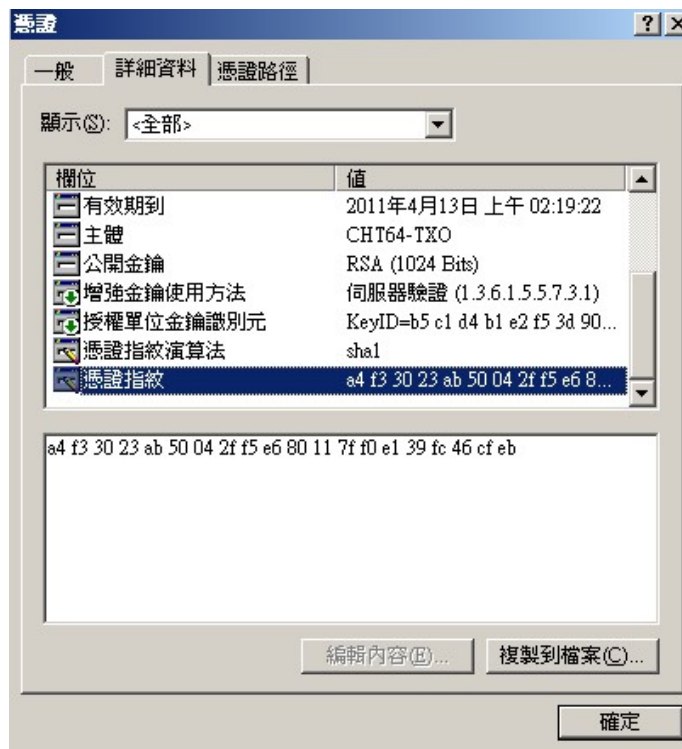 憑證
一般 詳細資料 憑證路徑
顯示(S): <全部>
欄位 值
有效期到 2011年4月13日 上午 02:19:22
主體 CHT64-TXO
公開金鑰 RSA (1024 Bits)
增強金鑰使用方法 伺服器驗證 (1.3.6.1.5.5.7.3.1)
授權單位金鑰識別元 KeyID=b5 c1 d4 b1 e2 f5 3d 90...
憑證指紋演算法 sha1
憑證指紋 a4 f3 30 23 ab 50 04 2f f5 e6 8...
a4 f3 30 23 ab 50 04 2f f5 e6 80 11 7f f0 e1 39 fc 46 cf eb
編輯內容(E)... 複製到檔案(C)...
確定